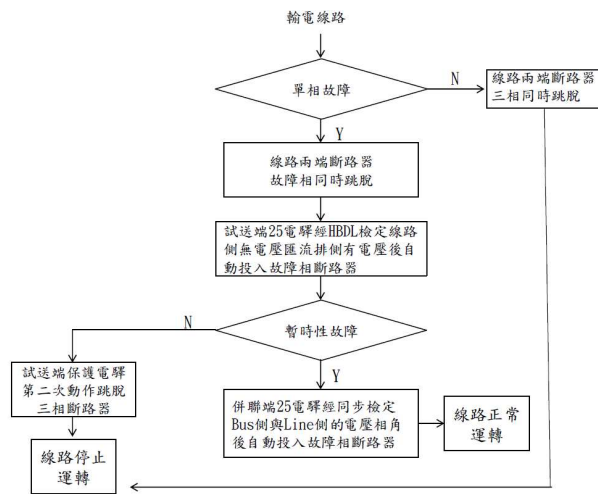 輸電線路
單相故障
N
線路兩端斷路器
三相同時跳脫
Y
線路兩端斷路器
故障相同時跳脫
試送端25電驛經HBDL檢定線路
側無電壓匯流排側有電壓後自
動投入故障相斷路器
N
暫時性故障
試送端保護電驛
第二次動作跳脫
三相斷路器
Y
併聯端25電驛經同步檢定
Bus側與Line側的電壓相角
後自動投入故障相斷路器
線路正常
運轉
線路停止
運轉